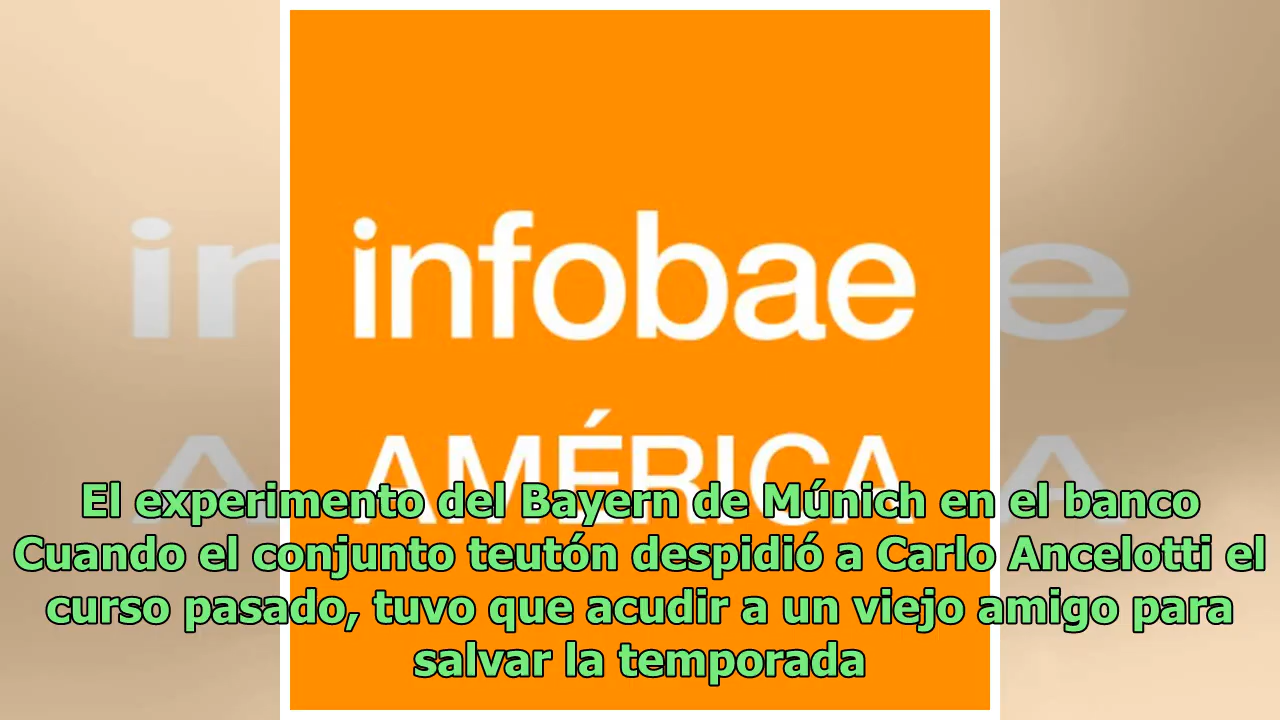 infobae
AMÉRICA
El experimento del Bayern de Múnich en el banco
Cuando el conjunto teutón despidió a Carlo Ancelotti el
curso pasado, tuvo que acudir a un viejo amigo para
salvar la temporada